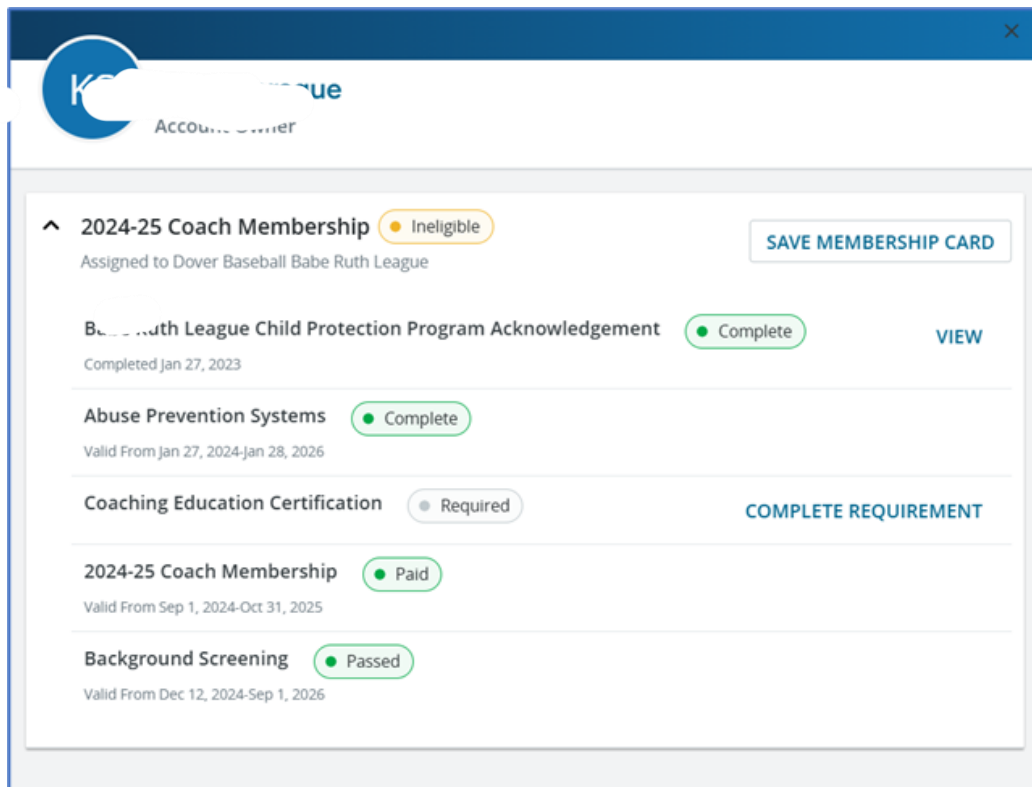 2024-25 Coach Membership Ineligible
SAVE MEMBERSHIP CARD
Assigned to Dover Baseball Babe Ruth League
Ruth League Child Protection Program Acknowledgement Complete
VIEW
Completed Jan 27, 2023
Abuse Prevention Systems Complete
Valid From Jan 27, 2024-Jan 28, 2026
Coaching Education Certification Required
COMPLETE REQUIREMENT
2024-25 Coach Membership Paid
Valid From Sep 1, 2024-Oct 31, 2025
Background Screening Passed
Valid From Dec 12, 2024-Sep 1, 2026